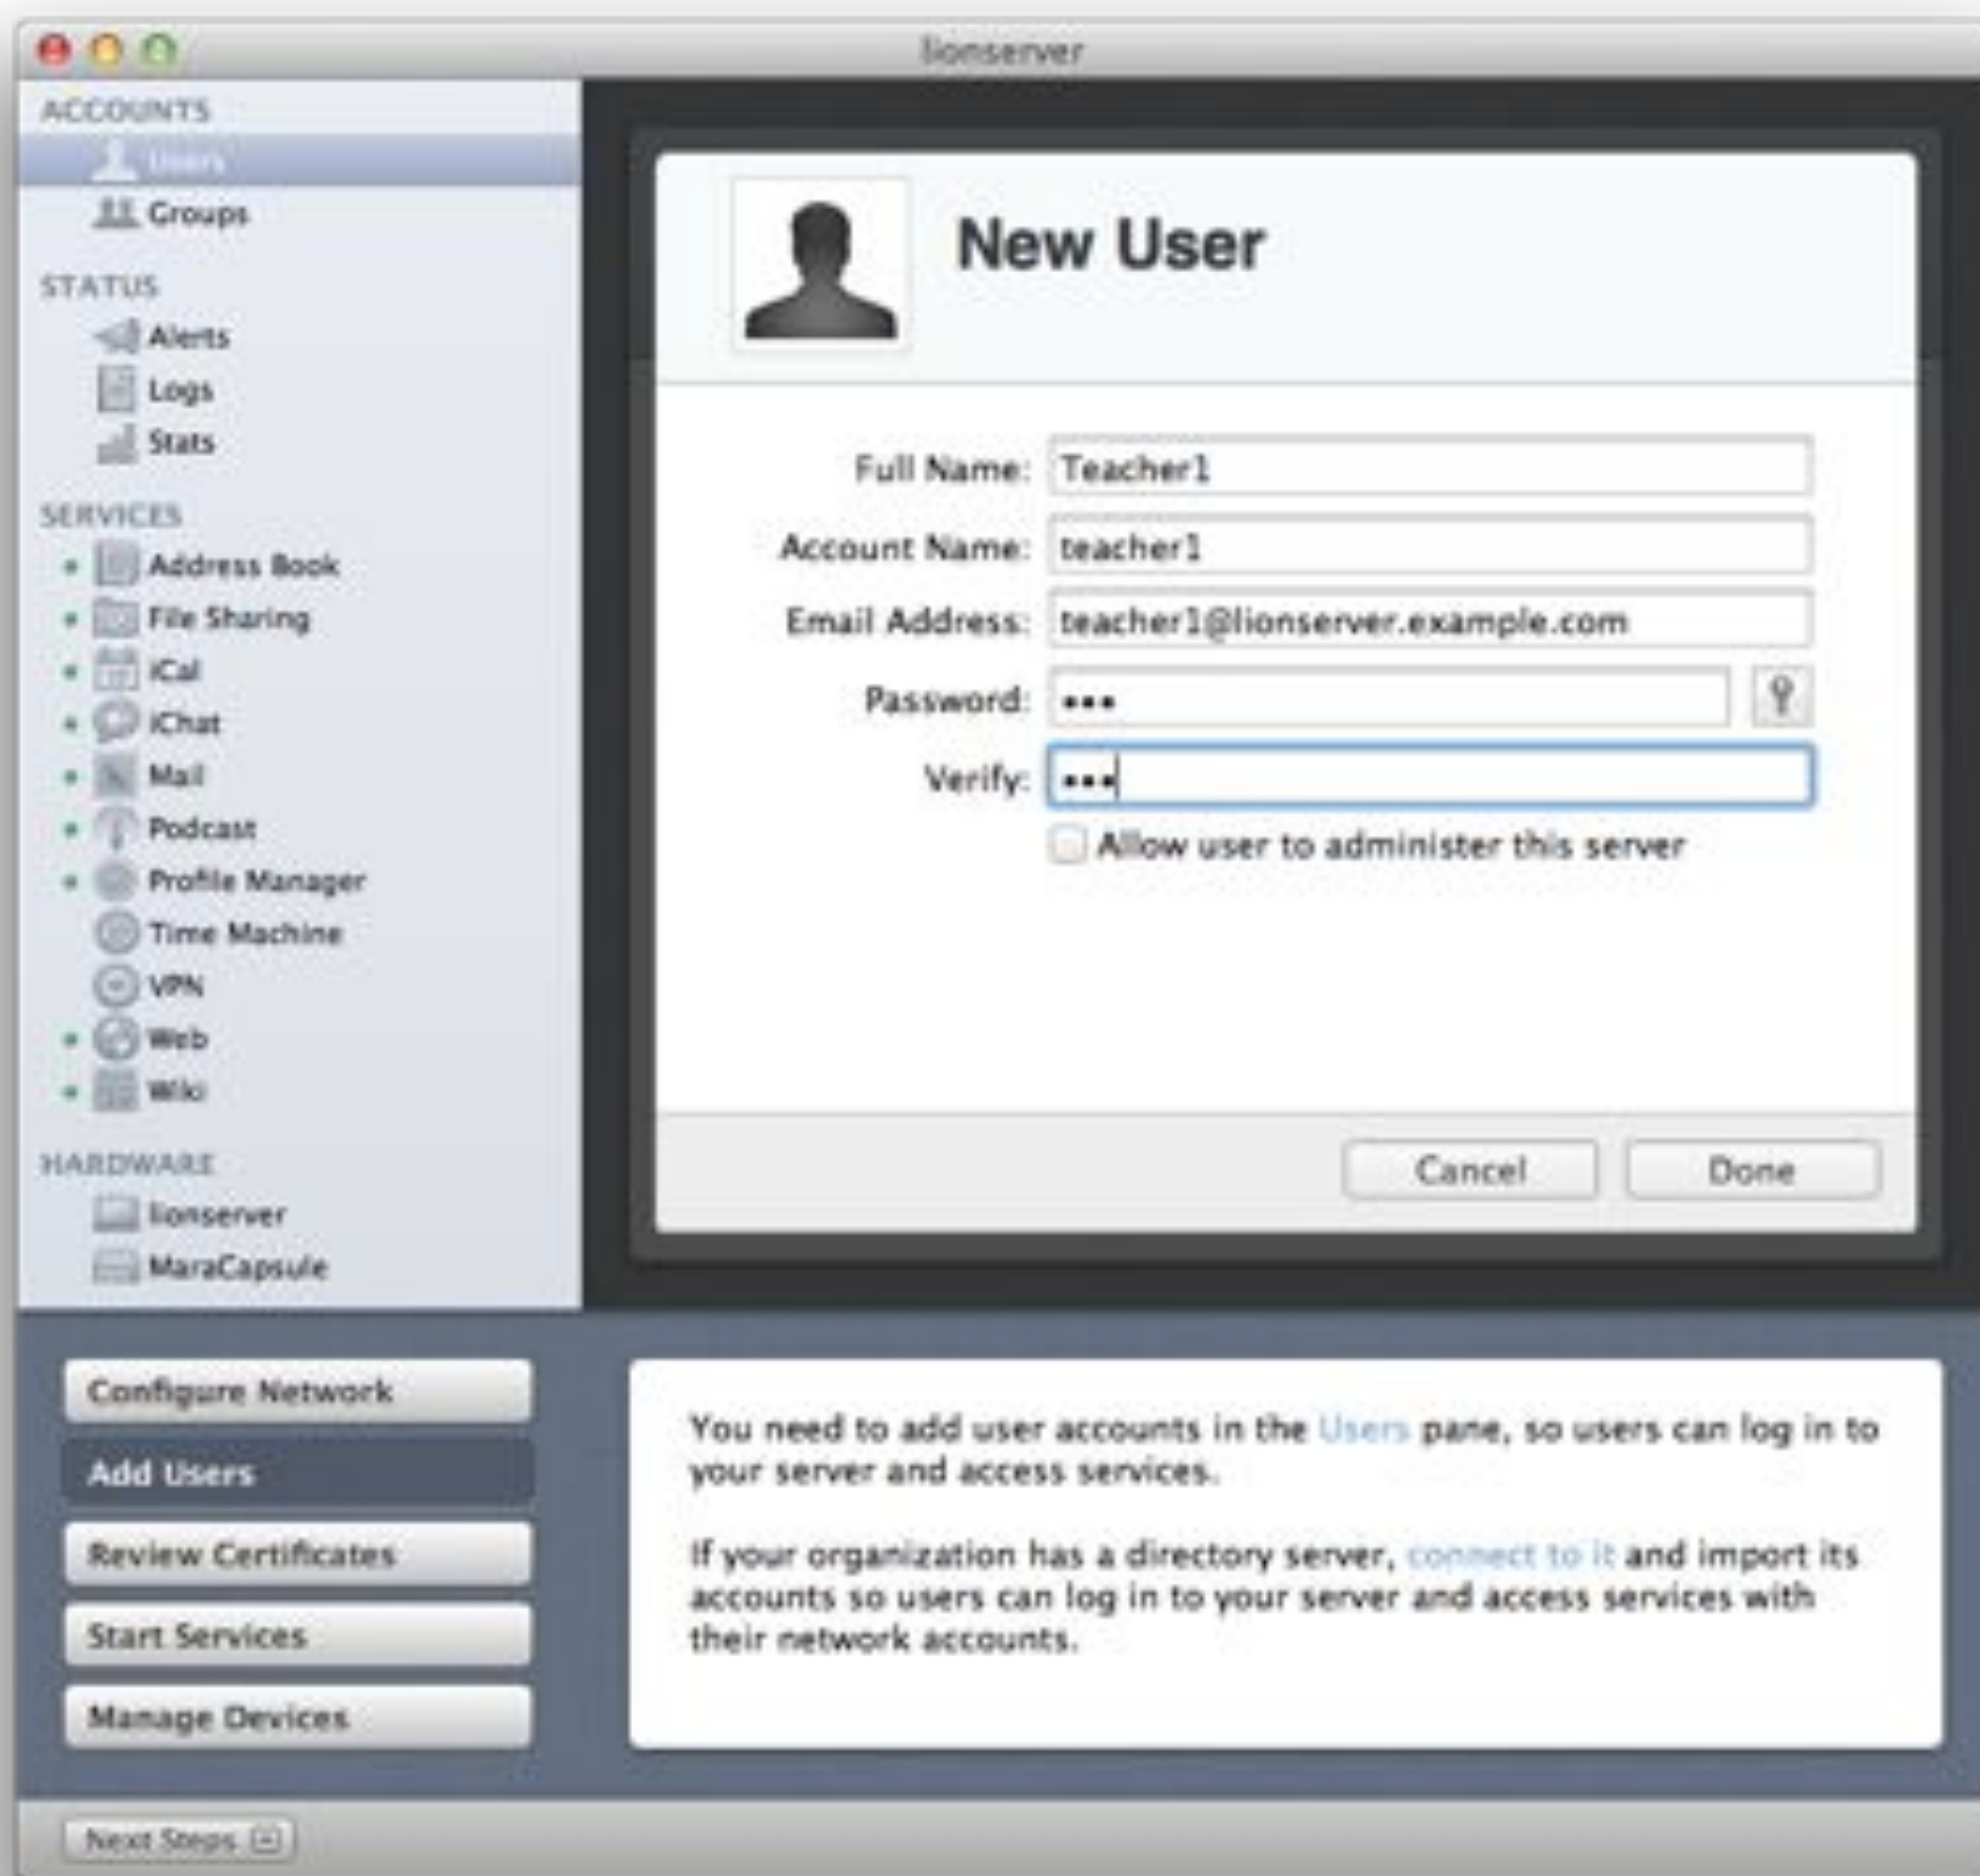 lionserver
ACCOUNTS
Users
Groups
STATUS
Alerts
Logs
Stats
SERVICES
Address Book
File Sharing
iCal
iChat
Mail
Podcast
Profile Manager
Time Machine
VPN
Web
Wiki
HARDWARE
lionserver
MaraCapsule
New User
Full Name: Teacher1
Account Name: teacher1
Email Address: teacher1@lionserver.example.com
Password: •••
Verify: •••
Allow user to administer this server
Cancel Done
Configure Network
Add Users
Review Certificates
Start Services
Manage Devices
You need to add user accounts in the Users pane, so users can log in to
your server and access services.
If your organization has a directory server, connect to it and import its
accounts so users can log in to your server and access services with
their network accounts.
Next Steps